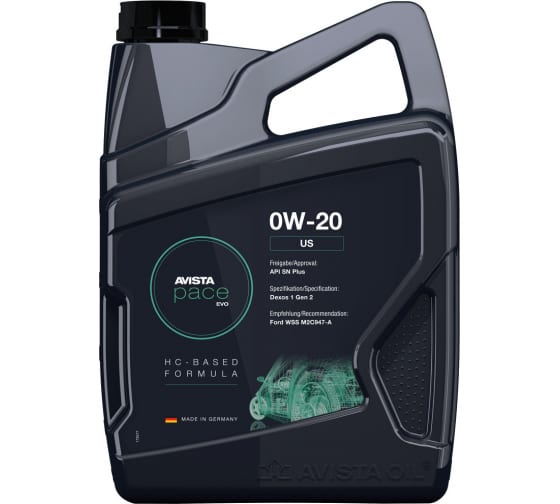 AVISTA
pace
EVO
HC-BASED
FORMULA
MADE IN GERMANY
0W-20
US
Freigabe/Approval:
API SN Plus
Spezifikation/Specification:
Dexos 1 Gen 2
Empfehlung/Recommendation:
Ford WSS M2C947-A
AVISTA OIL